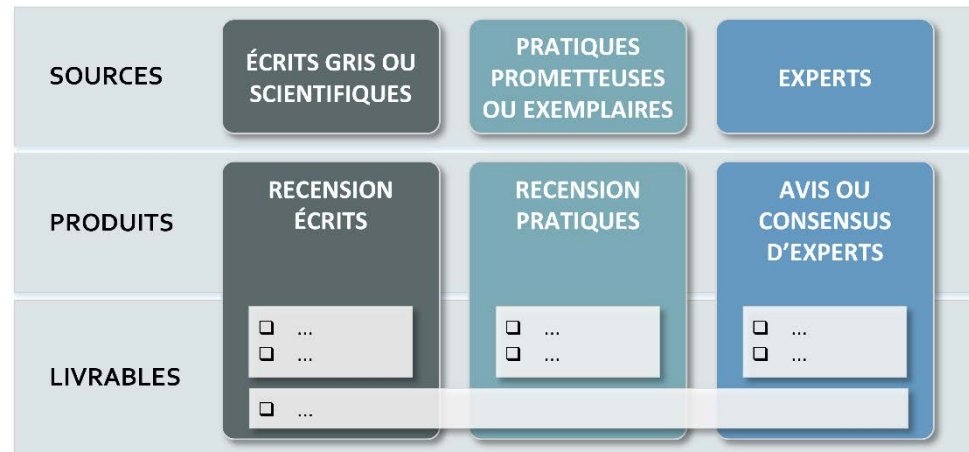 SOURCES
ÉCRITS GRIS OU
SCIENTIFIQUES
PRATIQUES
PROMETTEUSES
OU EXEMPLAIRES
EXPERTS
PRODUITS
RECENSION
ÉCRITS
RECENSION
PRATIQUES
AVIS OU
CONSENSUS
D'EXPERTS
LIVRABLES
❑ ...
❑ ...
❑ ...
❑ ...
❑ ...
❑ ...
❑ ...